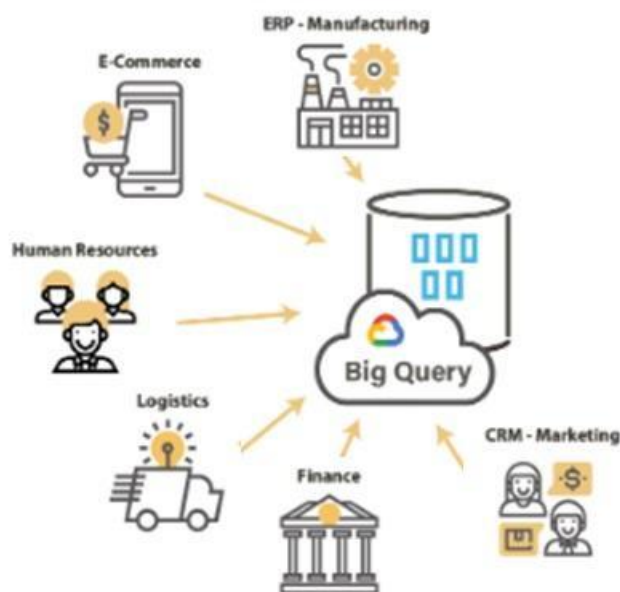 ERP - Manufacturing
E-Commerce
Human Resources
Big Query
Logistics
CRM - Marketing
Finance